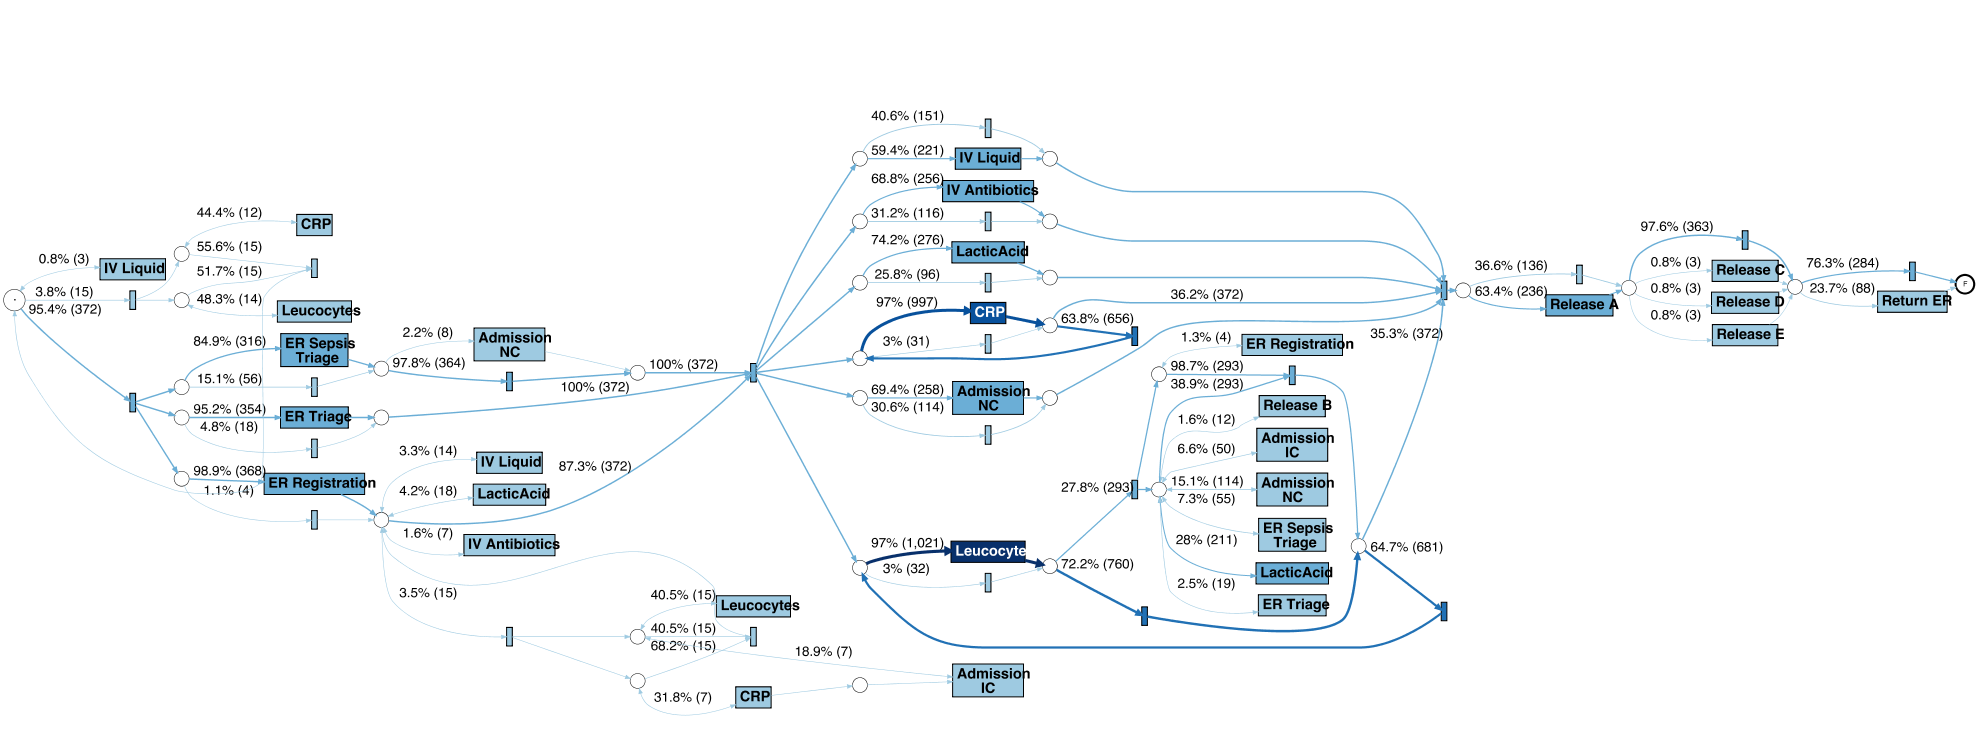 0.8% (3)
IV Liquid
3.8% (15)
95.4% (372)
44.4% (12)
CRP
55.6% (15)
51.7% (15)
48.3% (14)
Leucocytes
84.9% (316)
ER Sepsis
Triage
15.1% (56)
95.2% (354)
ER Triage
4.8% (18)
98.9% (368)
ER Registration
1.1% (4)
2.2% (8)
Admission
NC
97.8% (364)
100% (372)
100% (372)
3.3% (14)
IV Liquid
87.3% (372)
4.2% (18)
LacticAcid
1.6% (7)
IV Antibiotics
3.5% (15)
40.5% (15)
Leucocytes
40.5% (15)
68.2% (15)
18.9% (7)
31.8% (7)
CRP
Admission
IC
40.6% (151)
59.4% (221)
IV Liquid
68.8% (256)
IV Antibiotics
31.2% (116)
74.2% (276)
LacticAcid
25.8% (96)
97% (997)
CRP
3% (31)
36.2% (372)
63.8% (656)
69.4% (258)
Admission
NC
30.6% (114)
97% (1,021)
Leucocyte
3% (32)
27.8% (293)
72.2% (760)
1.3% (4)
ER Registration
98.7% (293)
38.9% (293)
Release B
1.6% (12)
Admission
IC
6.6% (50)
15.1% (114)
Admission
NC
7.3% (55)
ER Sepsis
Triage
28% (211)
LacticAcid
2.5% (19)
ER Triage
35.3% (372)
64.7% (681)
36.6% (136)
63.4% (236)
Release A
97.6% (363)
0.8% (3)
Release C
0.8% (3)
Release D
0.8% (3)
Release E
76.3% (284)
23.7% (88)
Return ER
F